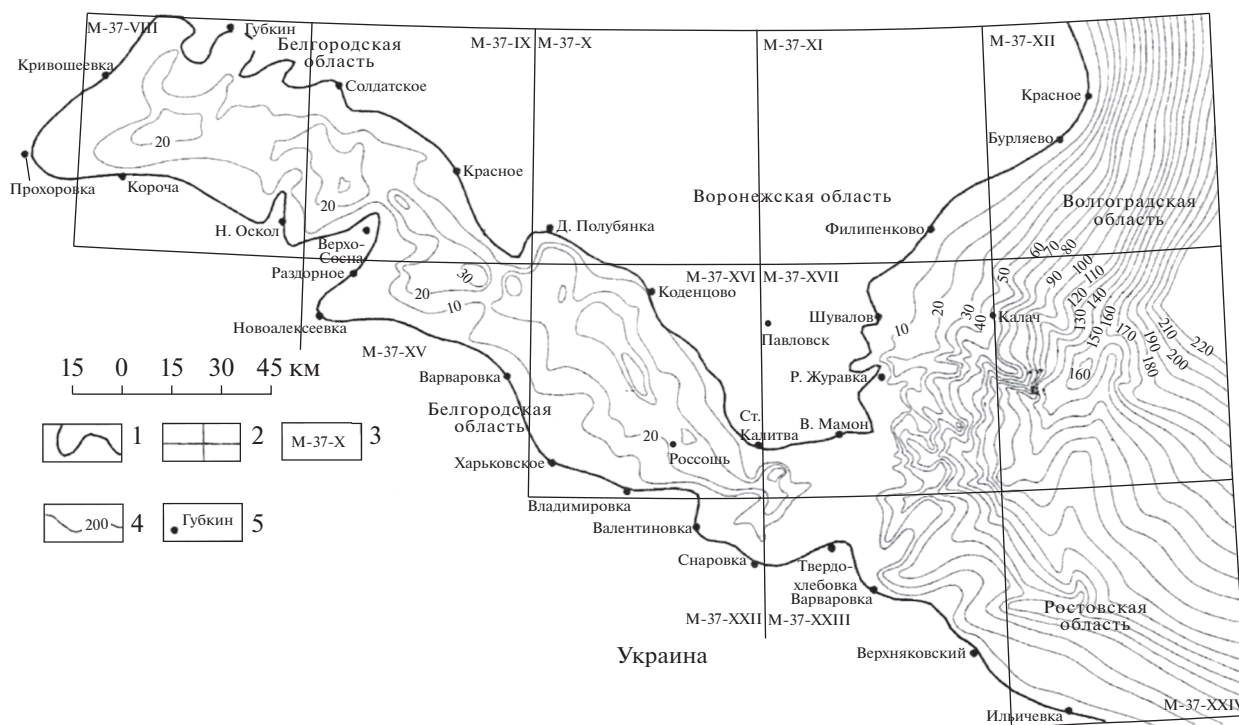 М-37-VIII
Губкин
Белгородская
область
М-37-IX
М-37-X
М-37-XI
М-37-XII
Кривошеевка
Солдатское
Красное
Бурляево
20
Прохоровка
Короча
Красное
20
Воронежская область
Волгоградская
область
Н. Оскол
Верхо-
Сосна
Д. Полубянка
Филипенково
Раздорное
30
20
10
М-37-XVI
М-37-XVII
60
70
80
50
90
100
110
120
140
130
160
150
170
210
190
220
200
180
160
Коденцово
Шувалов
10
20
30
40
Калач
Новоалексеевка
Павловск
М-37-XV
15 0 15 30 45 км
Варваровка
Р. Журавка
Белгородская
область
Ст.
Калитва
В. Мамон
20
Россошь
1
2
М-37-X
3
Харьковское
Владимировка
200
4
Губкин
5
Валентиновка
Снаровка
Твердо-
хлебовка
Варваровка
Ростовская
область
М-37-XXII
М-37-XXIII
Украина
Верхняковский
Ильичевка
М-37-XXIV